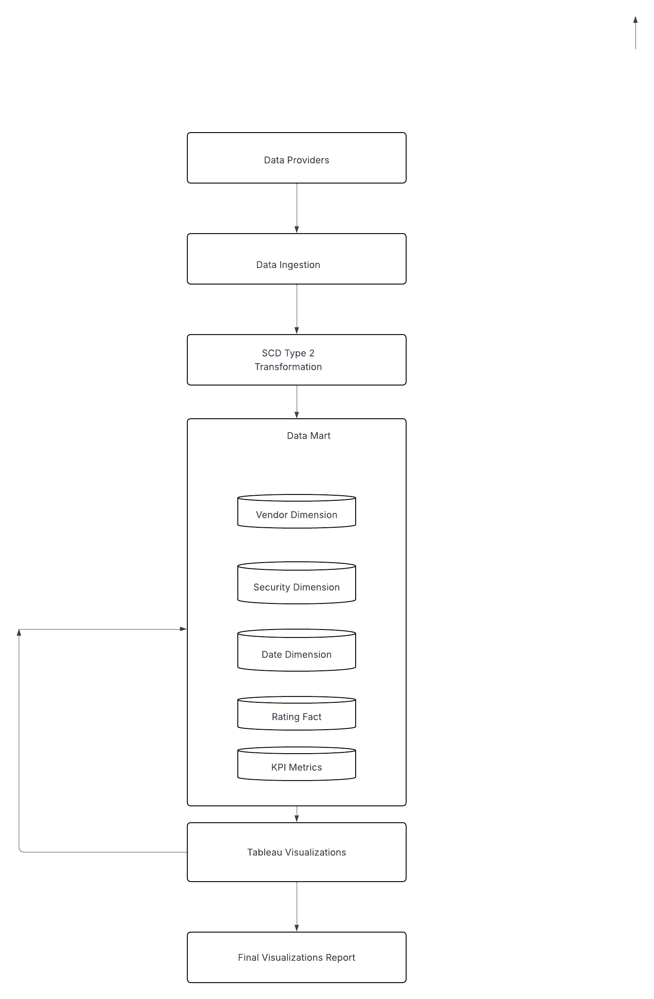 Data Providers
Data Ingestion
SCD Type 2
Transformation
Data Mart
Vendor Dimension
Security Dimension
Date Dimension
Rating Fact
KPI Metrics
Tableau Visualizations
Final Visualizations Report